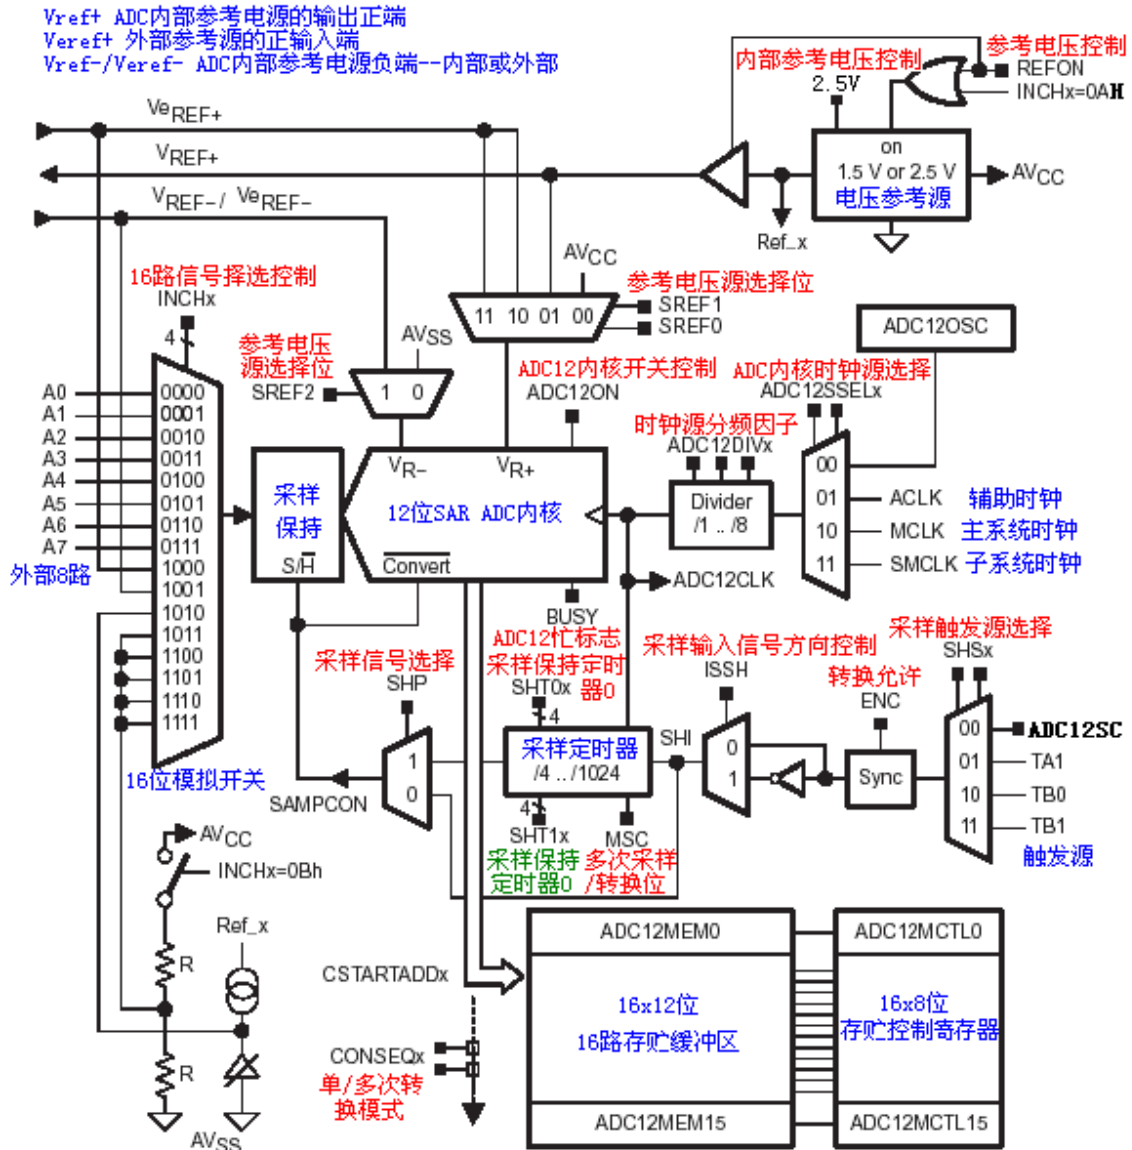 Vref+ ADC内部参考电源的输出正端
Veref+ 外部参考源的正输入端
Vref-/Veref- ADC内部参考电源负端--内部或外部
内部参考电压控制
参考电压控制
REFON
INCHx=0AH
2.5V
VeREF+
VREF+
VREF-/ VeREF-
on
1.5 V or 2.5 V
电压参考源
AVCC
Ref_x
AVCC
16路信号择选控制
INCHx
4
参考电压源选择位
SREF1
SREF0
11 10 01 00
ADC12OSC
参考电压
源选择位
AVSS
SREF2
1 0
ADC12内核开关控制
ADC12ON
ADC内核时钟源选择
ADC12SSELx
时钟源分频因子
ADC12DIVx
A0
A1
A2
A3
A4
A5
A6
A7
外部8路
0000
0001
0010
0011
0100
0101
0110
0111
1000
1001
1010
1011
1100
1101
1110
1111
16位模拟开关
采样
保持
S/H
VR-
VR+
12位SAR ADC内核
Convert
Divider
/1 .. /8
00
01
10
11
ACLK 辅助时钟
MCLK 主系统时钟
SMCLK 子系统时钟
ADC12CLK
BUSY
ADC12忙标志
采样保持定时
器0
SHT0x
4
采样信号选择
SHP
1
0
SAMPCON
采样定时器
/4 .. /1024
4
SHT1x
采样保持
定时器0
MSC
多次采样
/转换位
SHI
采样输入信号方向控制
ISSH
0
1
转换允许
ENC
Sync
采样触发源选择
SHSx
00
01
10
11
ADC12SC
TA1
TB0
TB1
触发源
AVCC
INCHx=0Bh
R
R
Ref_x
AVSS
CSTARTADDx
CONSEQx
单/多次转
换模式
ADC12MEM0
16x12位
16路存贮缓冲区
ADC12MEM15
ADC12MCTL0
16x8位
存贮控制寄存器
ADC12MCTL15